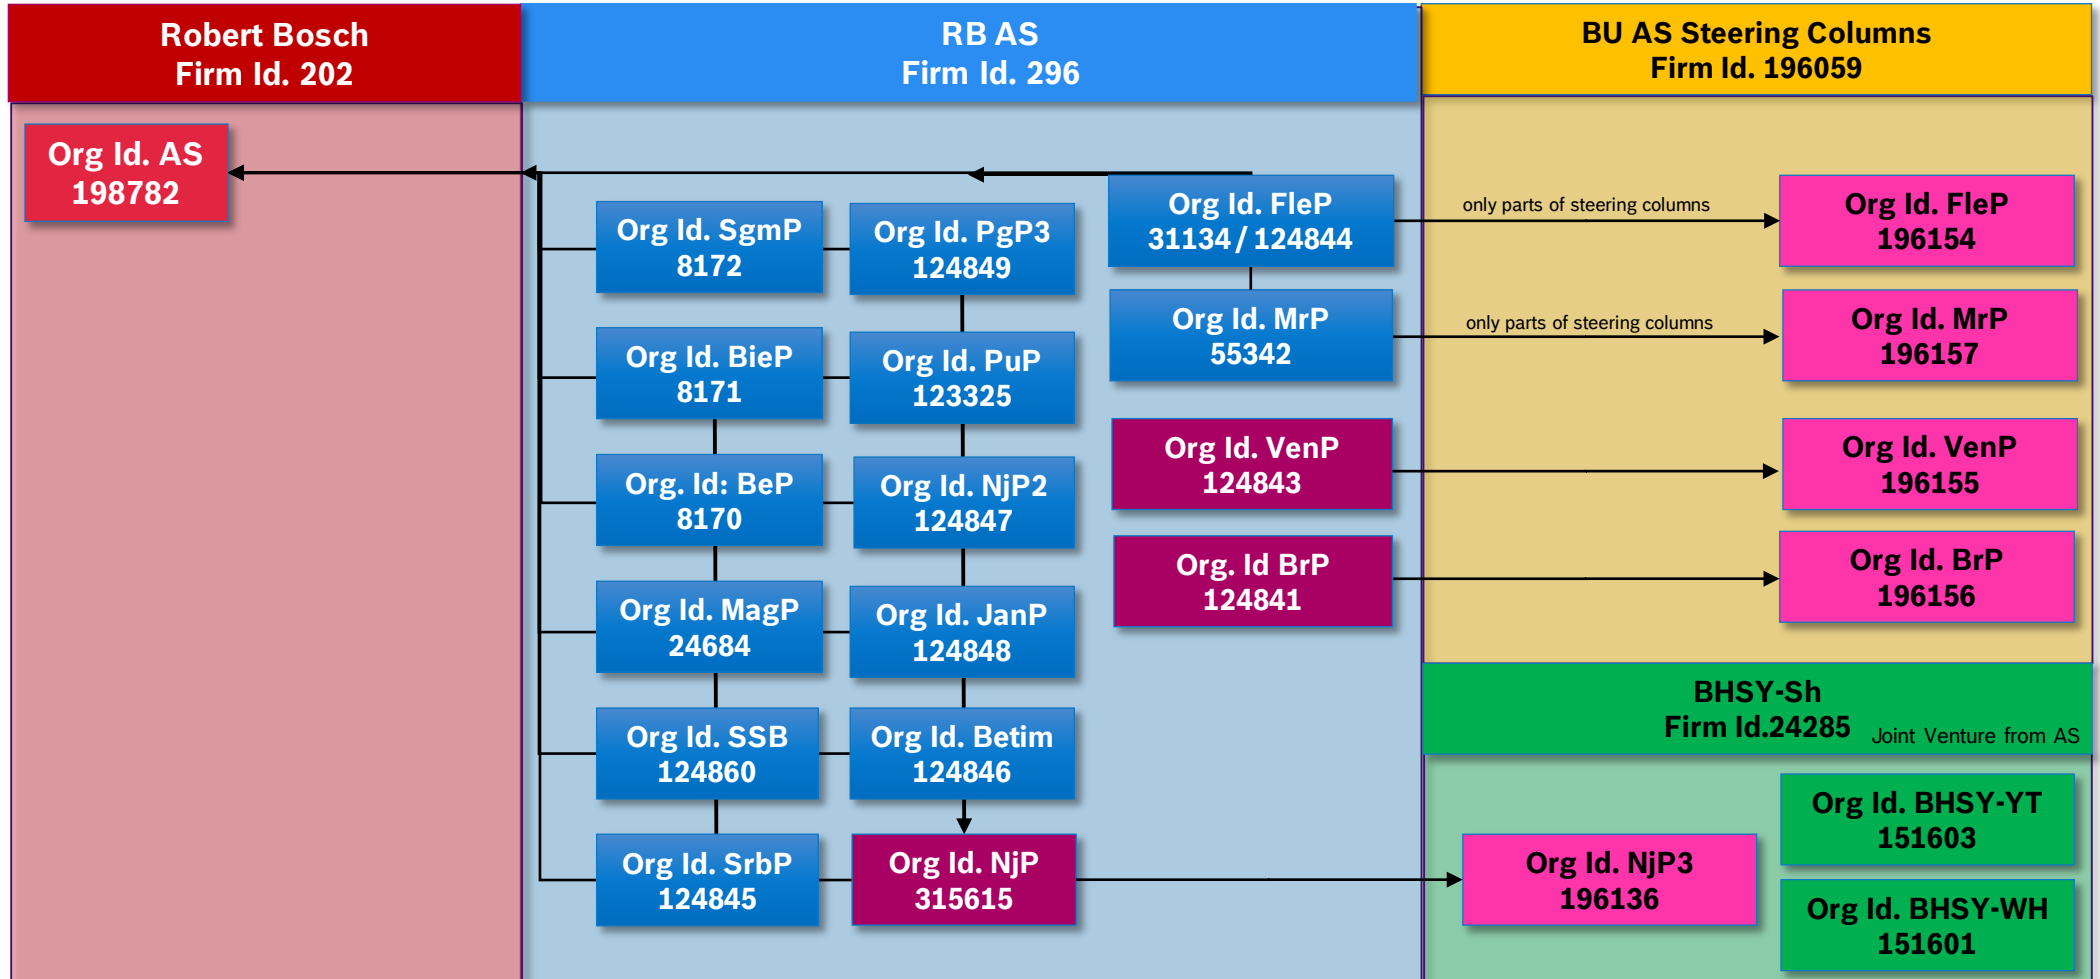 Robert Bosch
Firm Id. 202
RB AS
Firm Id. 296
BU AS Steering Columns
Firm Id. 196059
Org Id. AS
198782
Org Id. SgmP
8172
Org Id. PgP3
124849
Org Id. FleP
31134 / 124844
only parts of steering columns
Org Id. FleP
196154
Org Id. MrP
55342
only parts of steering columns
Org Id. MrP
196157
Org Id. BieP
8171
Org Id. PuP
123325
Org Id. VenP
124843
Org Id. VenP
196155
Org. Id: BeP
8170
Org Id. NjP2
124847
Org. Id BrP
124841
Org Id. BrP
196156
Org Id. MagP
24684
Org Id. JanP
124848
BHSY-Sh
Firm Id.24285
Joint Venture from AS
Org Id. SSB
124860
Org Id. Betim
124846
Org Id. BHSY-YT
151603
Org Id. SrbP
124845
Org Id. NjP
315615
Org Id. NjP3
196136
Org Id. BHSY-WH
151601